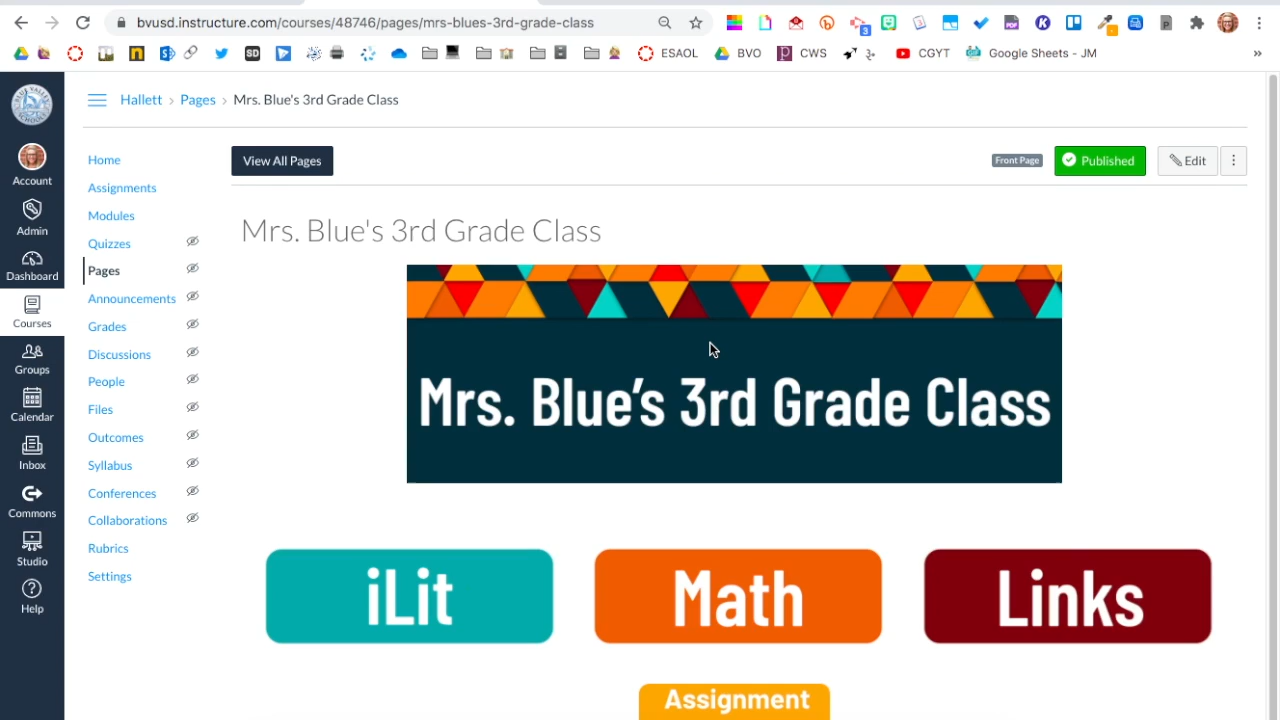 bvusd.instructure.com/courses/48746/pages/mrs-blues-3rd-grade-class
3
SD
ESAOL
BVO
CWS
CGYT
Google Sheets - JM
»
Hallett › Pages › Mrs. Blue's 3rd Grade Class
Account
Admin
Dashboard
Courses
Groups
Calendar
Inbox
Commons
Studio
Help
Home
Assignments
Modules
Quizzes
Pages
Announcements
Grades
Discussions
People
Files
Outcomes
Syllabus
Conferences
Collaborations
Rubrics
Settings
View All Pages
Front Page
Published
Edit
Mrs. Blue's 3rd Grade Class
Mrs. Blue’s 3rd Grade Class
iLit
Math
Links
Assignment